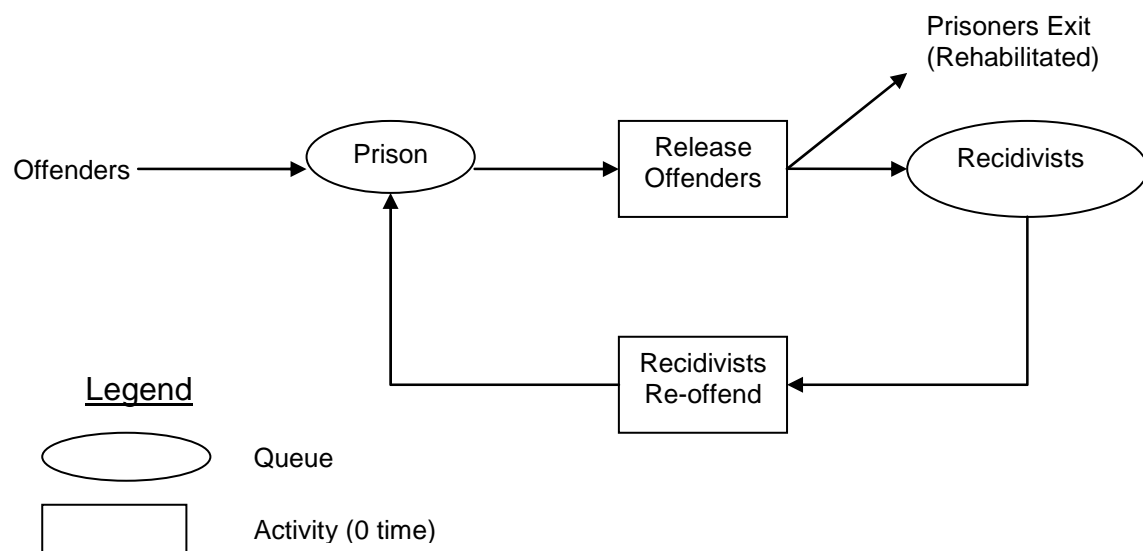 Prisoners Exit
(Rehabilitated)
Offenders
Prison
Release
Offenders
Recidivists
Recidivists
Re-offend
Legend
Queue
Activity (0 time)